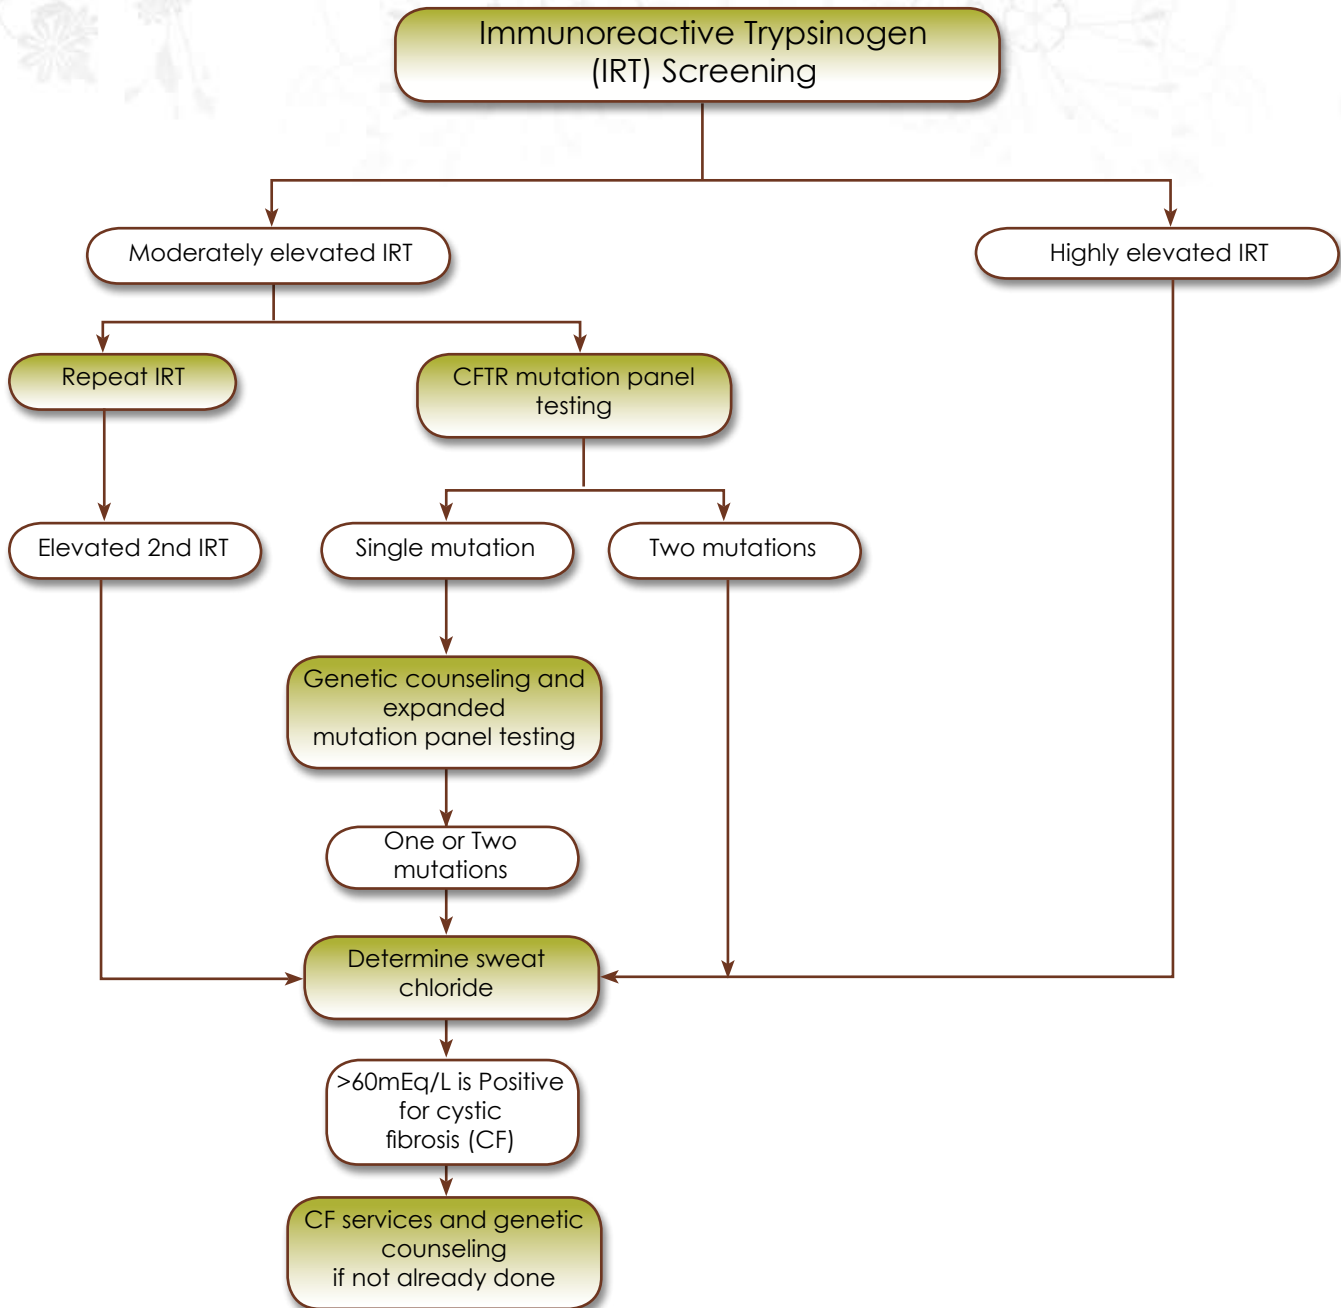 Immunoreactive Trypsinogen
(IRT) Screening
Moderately elevated IRT
Highly elevated IRT
Repeat IRT
CFTR mutation panel
testing
Elevated 2nd IRT
Single mutation
Two mutations
Genetic counseling and
expanded
mutation panel testing
One or Two
mutations
Determine sweat
chloride
>60mEq/L is Positive
for cystic
fibrosis (CF)
CF services and genetic
counseling
if not already done